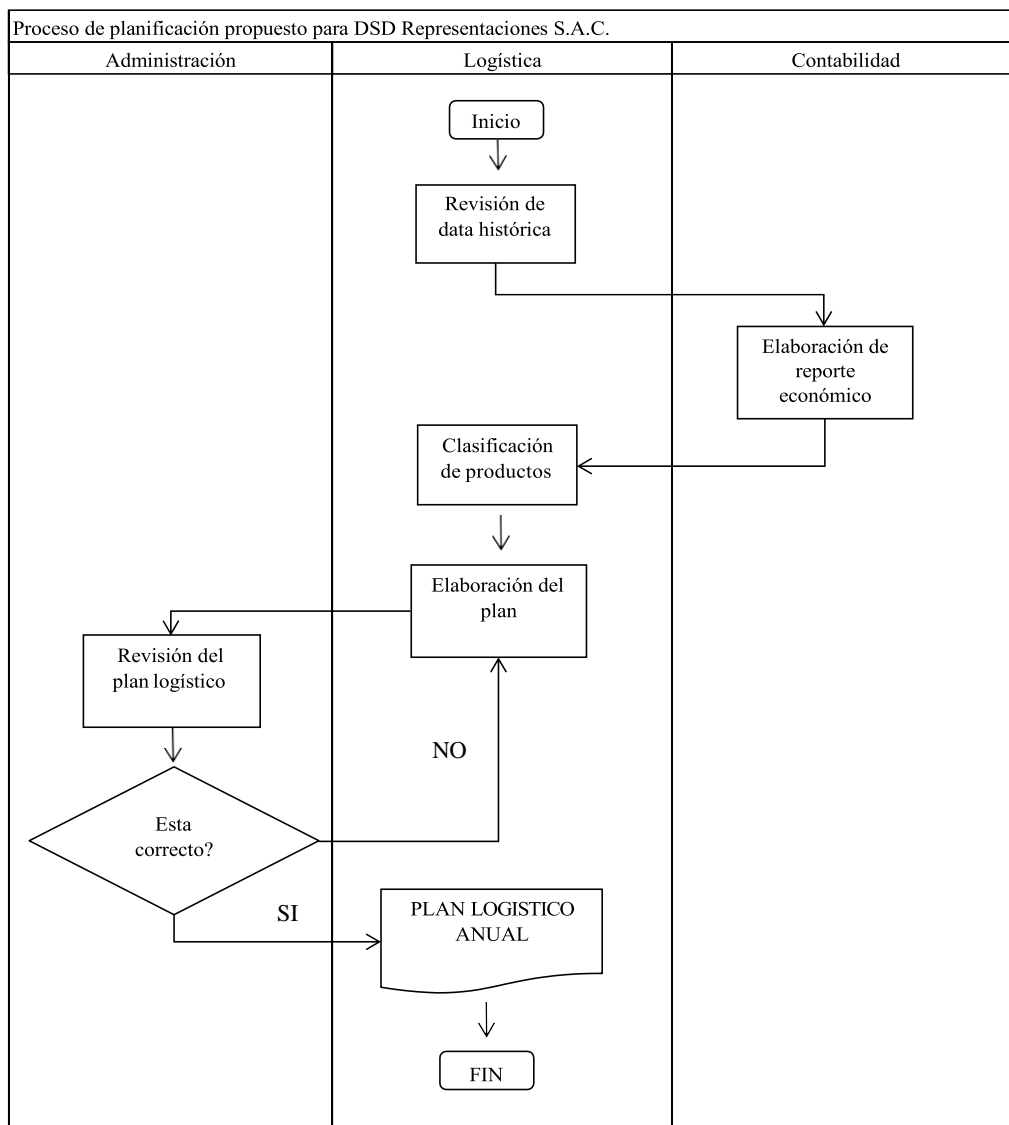 Proceso de planificación propuesto para DSD Representaciones S.A.C.
Administración
Logística
Contabilidad
Inicio
Revisión de
data histórica
Elaboración de
reporte
económico
Clasificación
de productos
Elaboración del
plan
Revisión del
plan logístico
NO
Esta
correcto?
SI
PLAN LOGISTICO
ANUAL
FIN